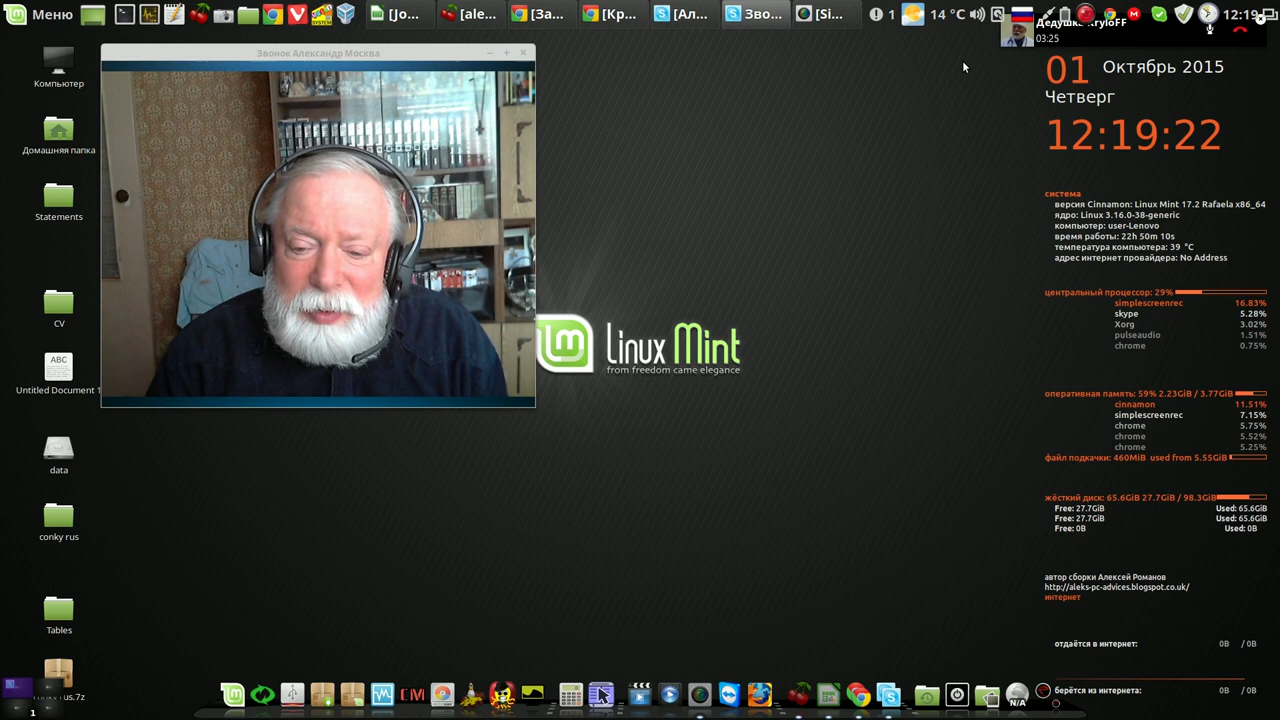 Меню
[Jo...
[ale...
[За...
[Кр...
[Ал...
Зво...
[Si...
1
14 °C
12:19
Дедушка KryloFF
03:25
Звонок Александр Москва
Компьютер
Домашняя папка
Statements
CV
ABC
Untitled Document 1
data
conky rus
Tables
Linux Mint
from freedom came elegance
01 Октябрь 2015
Четверг
12:19:22
система
версия Cinnamon: Linux Mint 17.2 Rafaela x86_64
ядро: Linux 3.16.0-38-generic
компьютер: user-Lenovo
время работы: 22h 50m 10s
температура компьютера: 39 °C
адрес интернет провайдера: No Address
центральный процессор: 29%
simplescreenrec 16.83%
skype 5.28%
Xorg 3.02%
pulseaudio 1.51%
chrome 0.75%
оперативная память: 59% 2.23GiB / 3.77GiB
cinnamon 11.51%
simplescreenrec 7.15%
chrome 5.75%
chrome 5.52%
chrome 5.25%
файл подкачки: 460MiB used from 5.55GiB
жёсткий диск: 65.6GiB 27.7GiB / 98.3GiB
Free: 27.7GiB Used: 65.6GiB
Free: 27.7GiB Used: 65.6GiB
Free: 0B Used: 0B
автор сборки Алексей Романов
http://aleks-pc-advices.blogspot.co.uk/
интернет
отдаётся в интернет: 0B / 0B
берётся из интернета: 0B / 0B
N/A
1